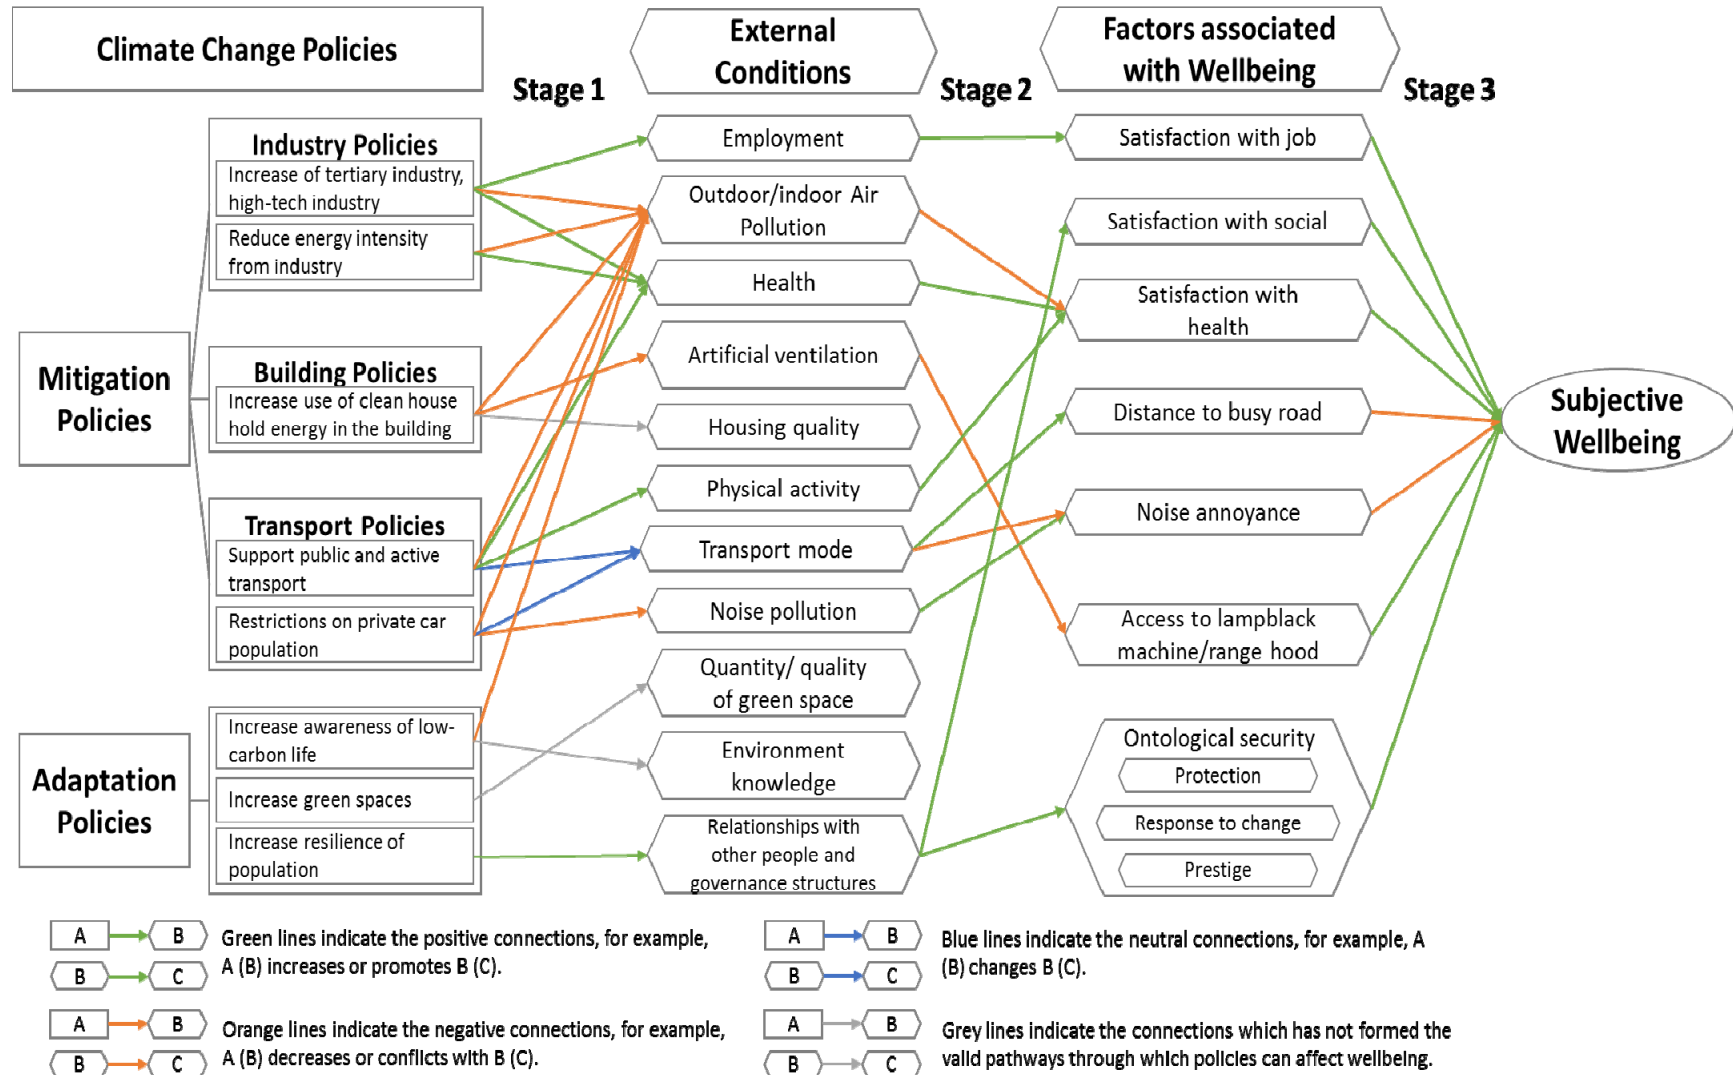 Climate Change Policies
External
Conditions
Factors associated
with Wellbeing
Stage 1
Stage 2
Stage 3
Mitigation
Policies
Industry Policies
Increase of tertiary industry,
high-tech industry
Reduce energy intensity
from industry
Building Policies
Increase use of clean house
hold energy in the building
Transport Policies
Support public and active
transport
Restrictions on private car
population
Adaptation
Policies
Increase awareness of low-
carbon life
Increase green spaces
Increase resilience of
population
Employment
Outdoor/indoor Air
Pollution
Health
Artificial ventilation
Housing quality
Physical activity
Transport mode
Noise pollution
Quantity/ quality
of green space
Environment
knowledge
Relationships with
other people and
governance structures
Satisfaction with job
Satisfaction with social
Satisfaction with
health
Distance to busy road
Noise annoyance
Access to lampblack
machine/range hood
Ontological security
Protection
Response to change
Prestige
Subjective
Wellbeing
A B
B C
Green lines indicate the positive connections, for example,
A (B) increases or promotes B (C).
A B
B C
Orange lines indicate the negative connections, for example,
A (B) decreases or conflicts with B (C).
A B
B C
Blue lines indicate the neutral connections, for example, A
(B) changes B (C).
A B
B C
Grey lines indicate the connections which has not formed the
valid pathways through which policies can affect wellbeing.